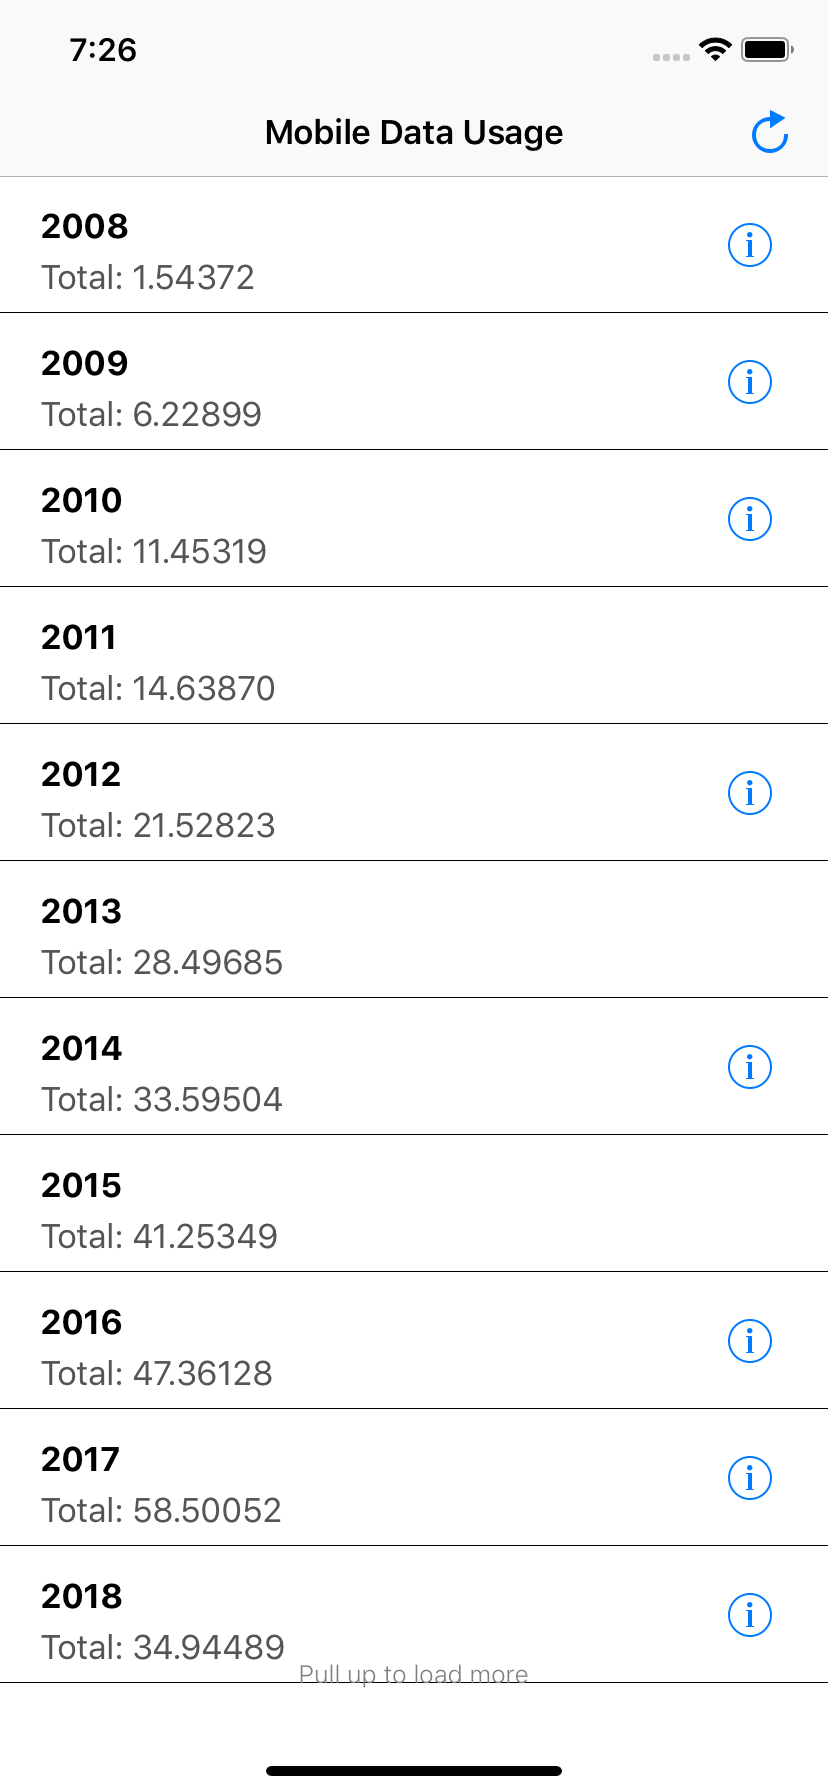 7:26
Mobile Data Usage
2008
Total: 1.54372
2009
Total: 6.22899
2010
Total: 11.45319
2011
Total: 14.63870
2012
Total: 21.52823
2013
Total: 28.49685
2014
Total: 33.59504
2015
Total: 41.25349
2016
Total: 47.36128
2017
Total: 58.50052
2018
Total: 34.94489
Pull up to load more